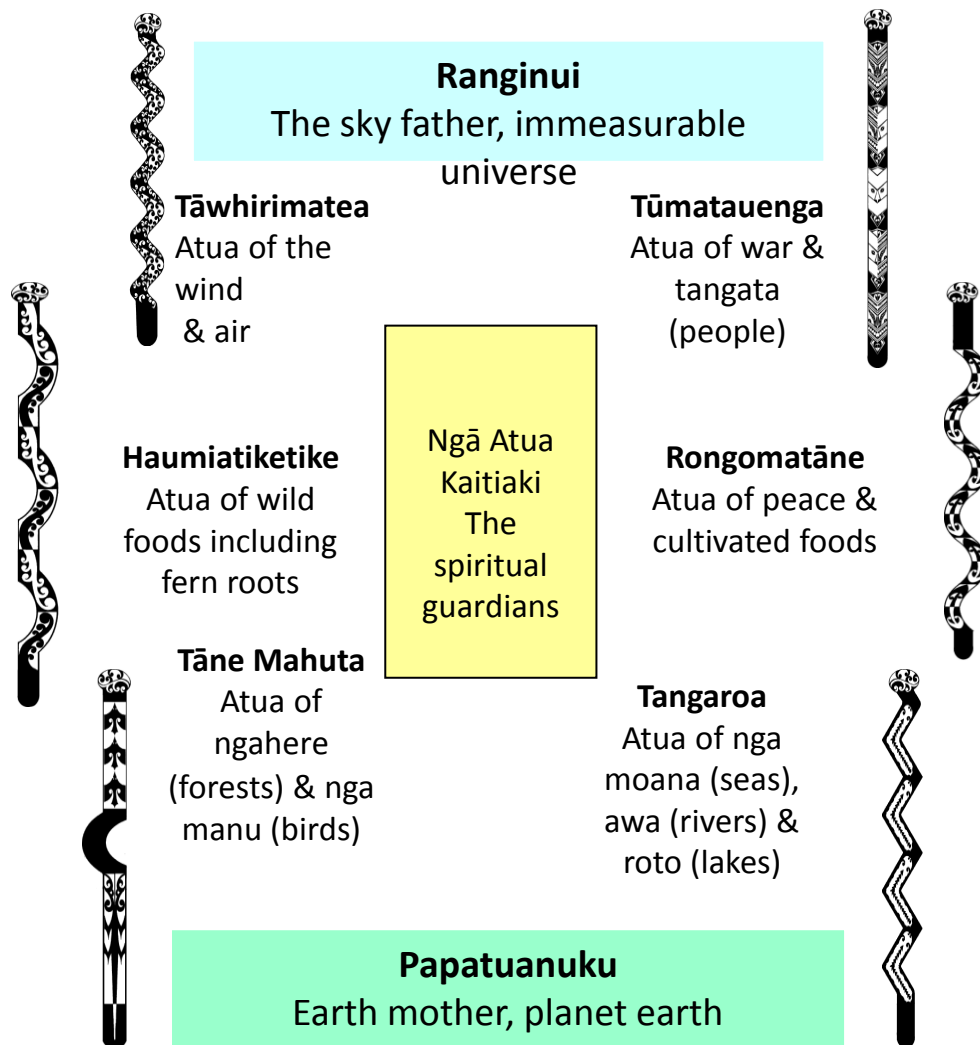 Ranginui
The sky father, immeasurable
universe
Tāwhirimatea
Atua of the
wind
& air
Tūmatauenga
Atua of war &
tangata
(people)
Haumiatiketike
Atua of wild
foods including
fern roots
Ngā Atua
Kaitiaki
The
spiritual
guardians
Rongomatāne
Atua of peace &
cultivated foods
Tāne Mahuta
Atua of
ngahere
(forests) & nga
manu (birds)
Tangaroa
Atua of nga
moana (seas),
awa (rivers) &
roto (lakes)
Papatuanuku
Earth mother, planet earth